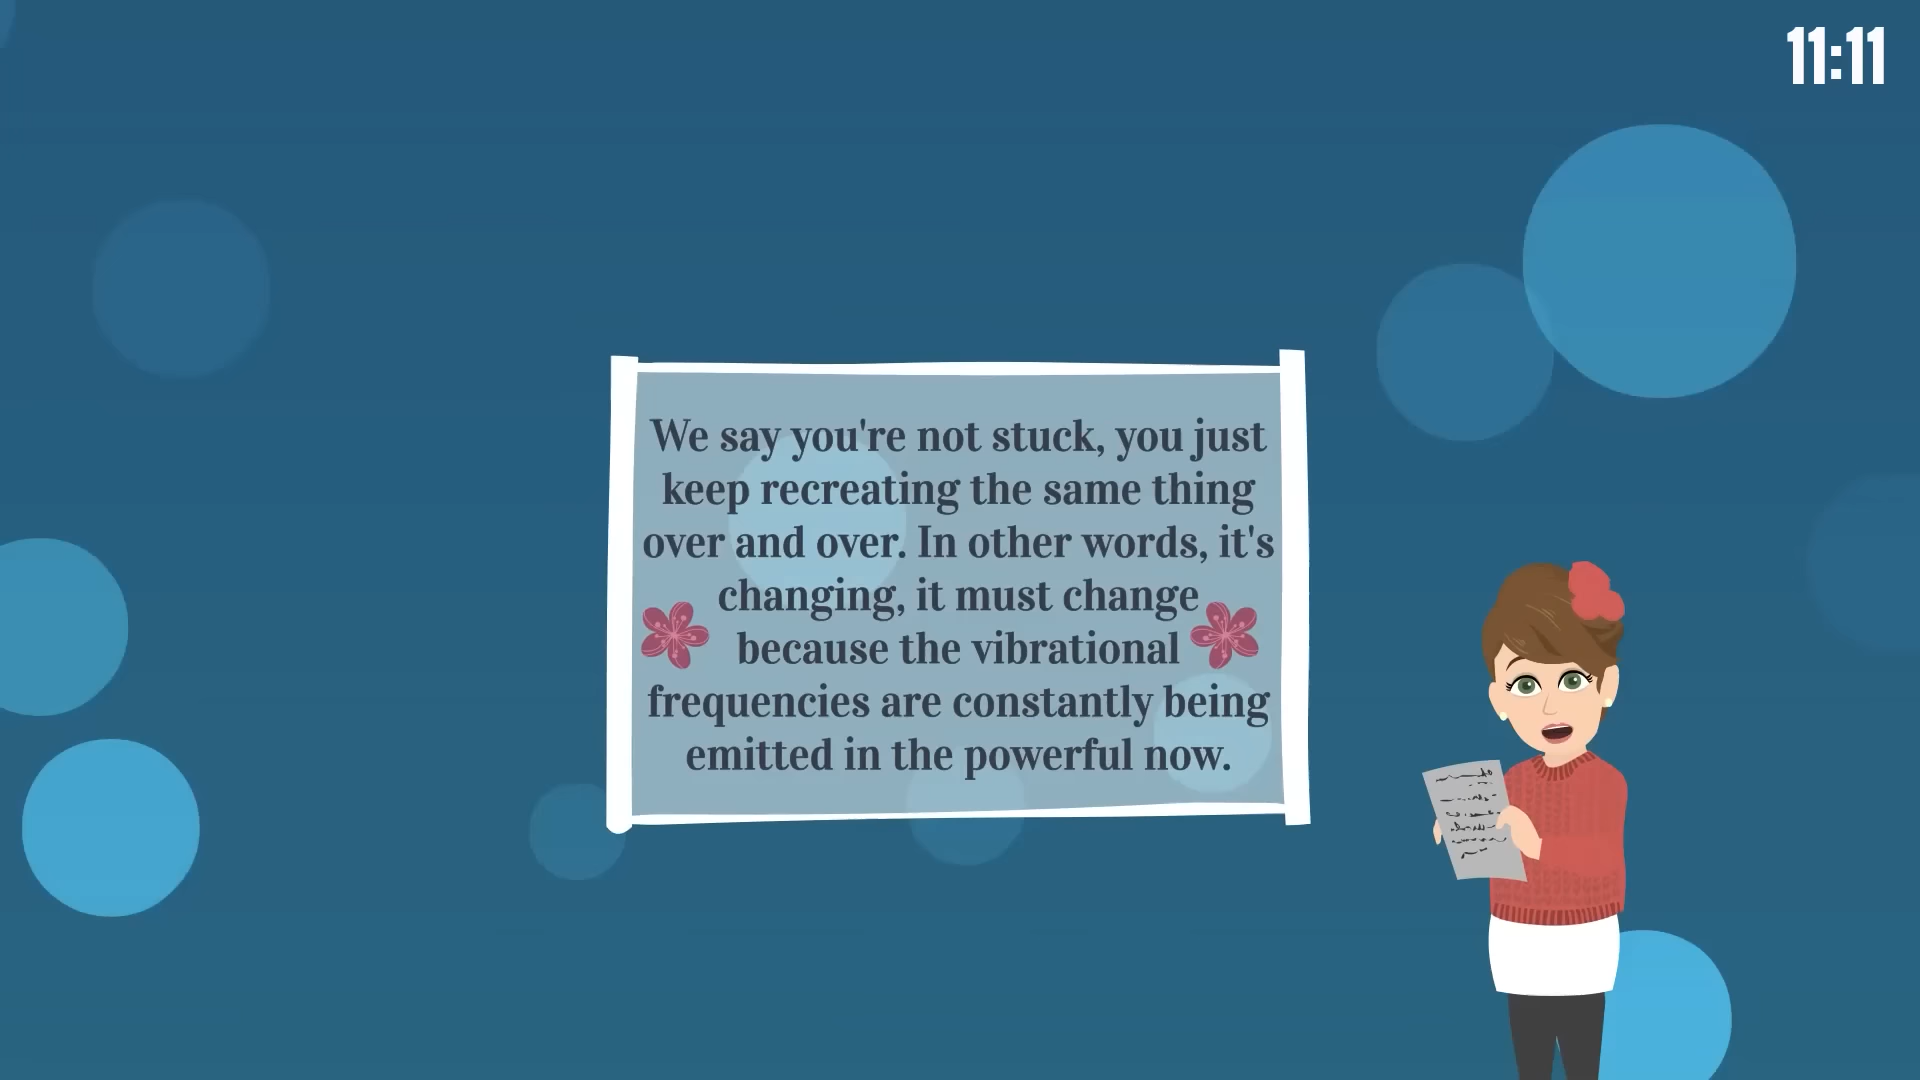 11:11
We say you're not stuck, you just
keep recreating the same thing
over and over. In other words, it's
changing, it must change
because the vibrational
frequencies are constantly being
emitted in the powerful now.